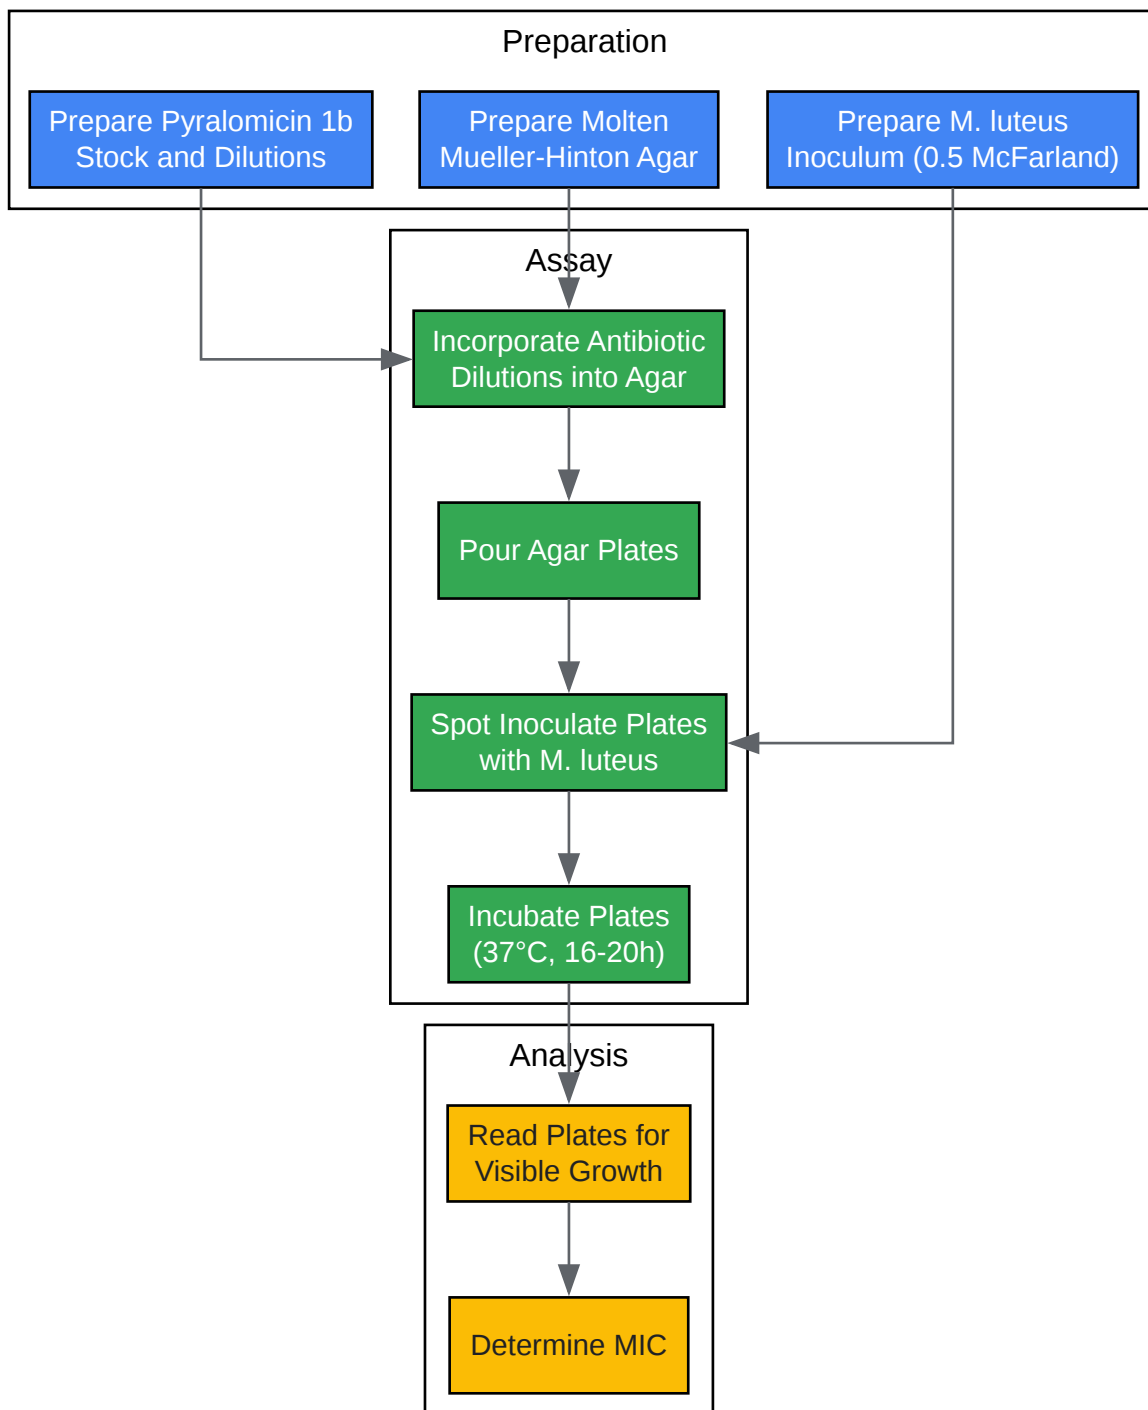 Preparation
Prepare Pyralomicin 1b
Stock and Dilutions
Prepare Molten
Mueller-Hinton Agar
Prepare M. luteus
Inoculum (0.5 McFarland)
Assay
Incorporate Antibiotic
Dilutions into Agar
Pour Agar Plates
Spot Inoculate Plates
with M. luteus
Incubate Plates
(37°C, 16-20h)
Analysis
Read Plates for
Visible Growth
Determine MIC